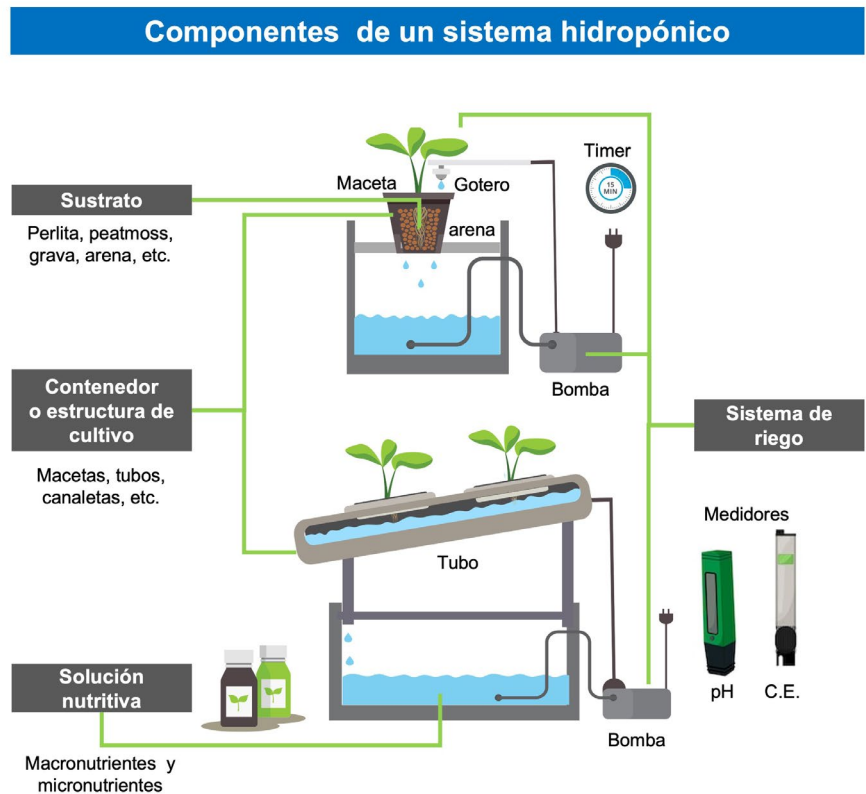 Componentes de un sistema hidropónico
Timer
15
MIN
Maceta
Gotero
arena
Sustrato
Perlita, peatmoss,
grava, arena, etc.
Bomba
Contenedor
o estructura de
cultivo
Macetas, tubos,
canaletas, etc.
Sistema de
riego
Tubo
Medidores
pH
C.E.
Bomba
Solución
nutritiva
Macronutrientes y
micronutrientes